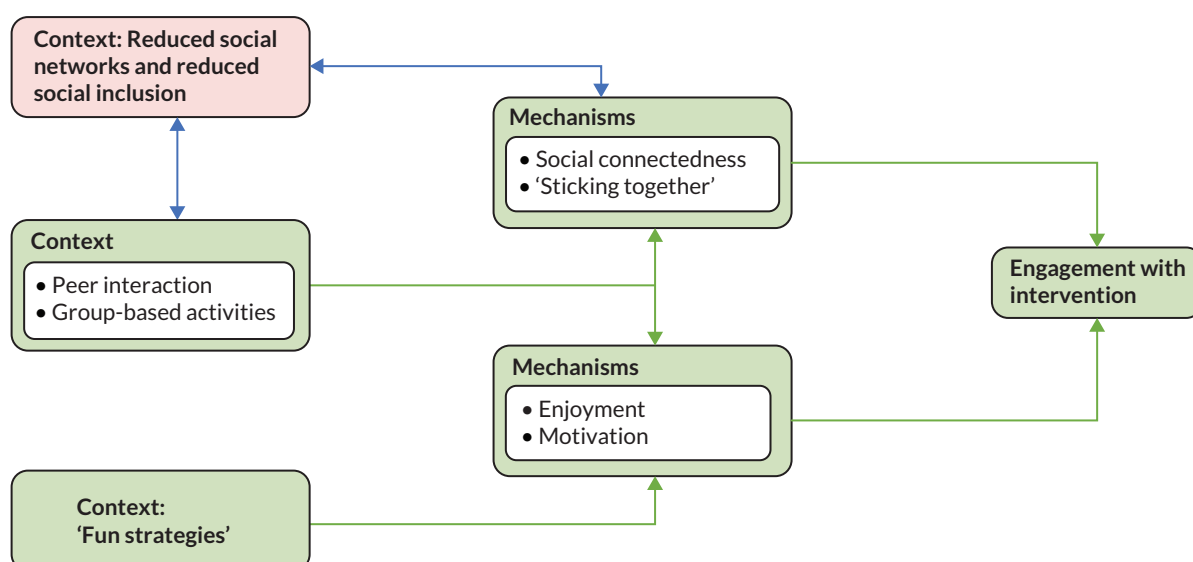 Context: Reduced social
networks and reduced
social inclusion
Mechanisms
• Social connectedness
• ‘Sticking together’
Context
• Peer interaction
• Group-based activities
Engagement with
intervention
Mechanisms
• Enjoyment
• Motivation
Context:
‘Fun strategies’